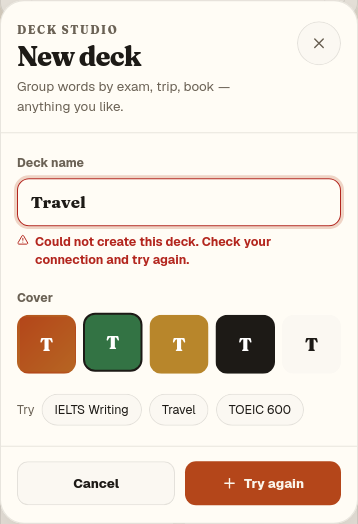 DECK STUDIO
New deck
Group words by exam, trip, book —
anything you like.
Deck name
Travel
Could not create this deck. Check your
connection and try again.
Cover
T T T T T
Try IELTS Writing Travel TOEIC 600
Cancel + Try again